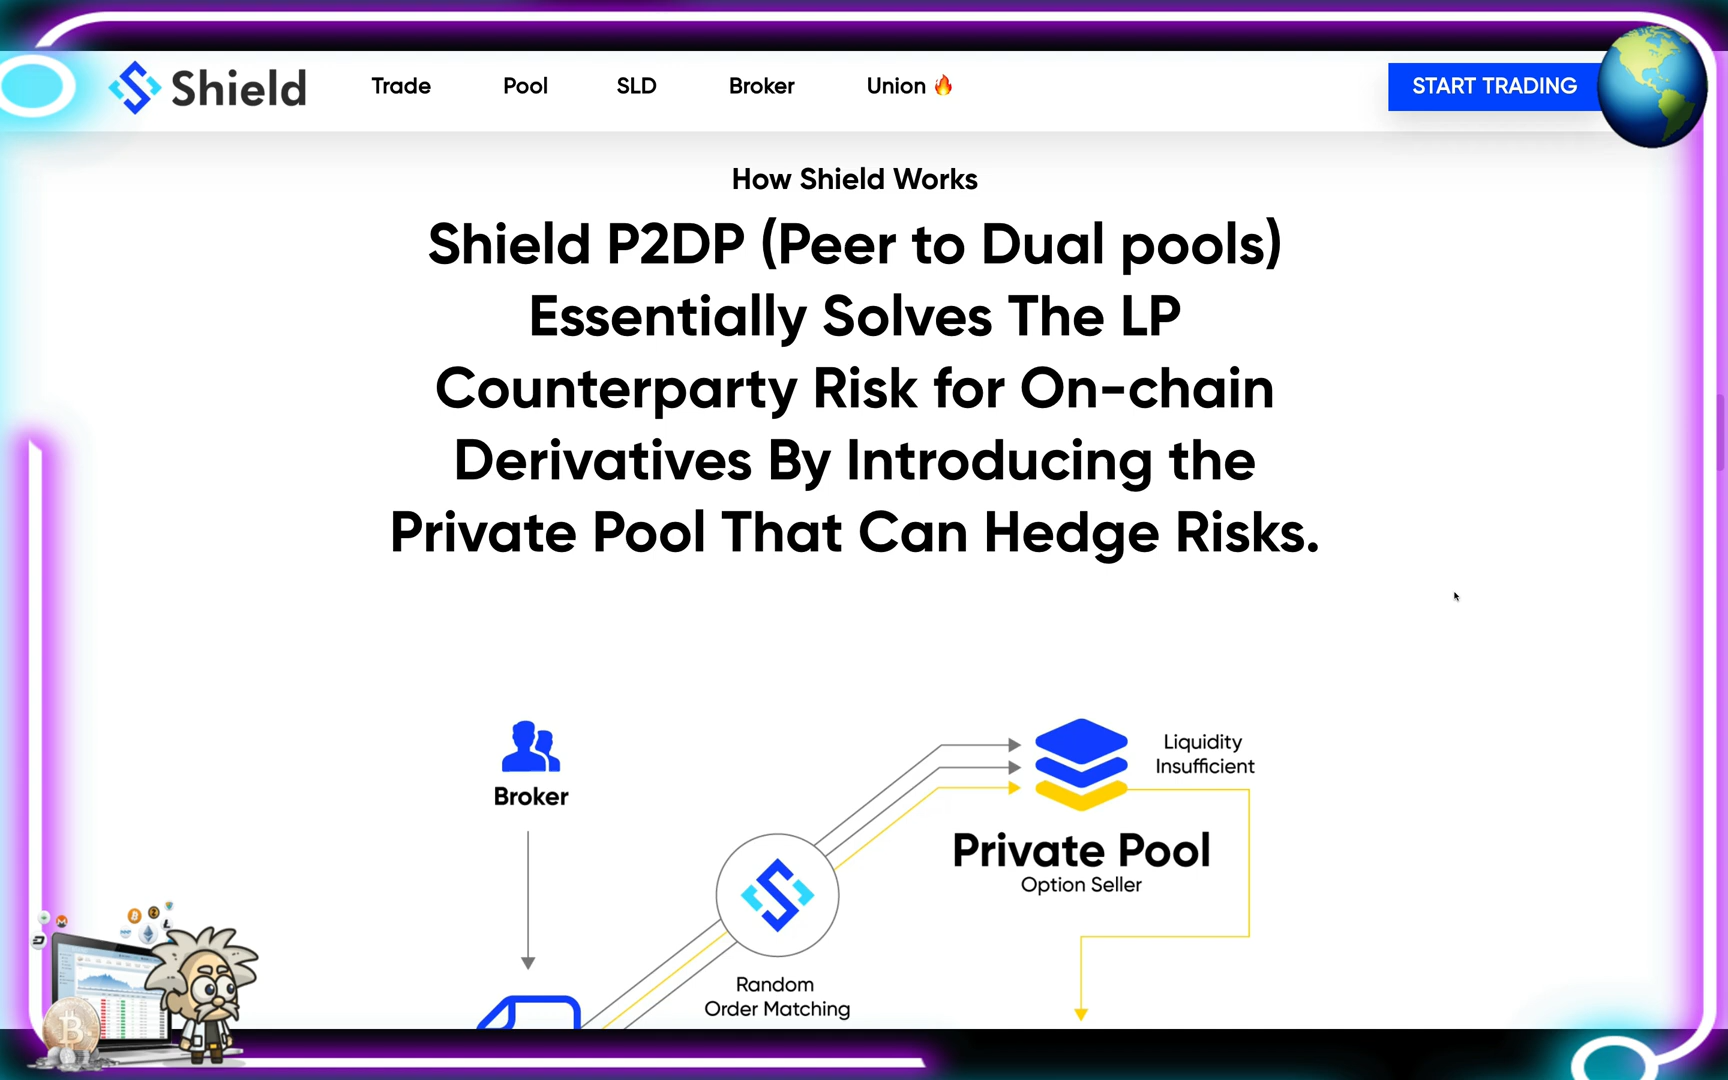 Shield Trade Pool SLD Broker Union START TRADING
How Shield Works
Shield P2DP (Peer to Dual pools)
Essentially Solves The LP
Counterparty Risk for On-chain
Derivatives By Introducing the
Private Pool That Can Hedge Risks.
Broker
Liquidity
Insufficient
Private Pool
Option Seller
Random
Order Matching